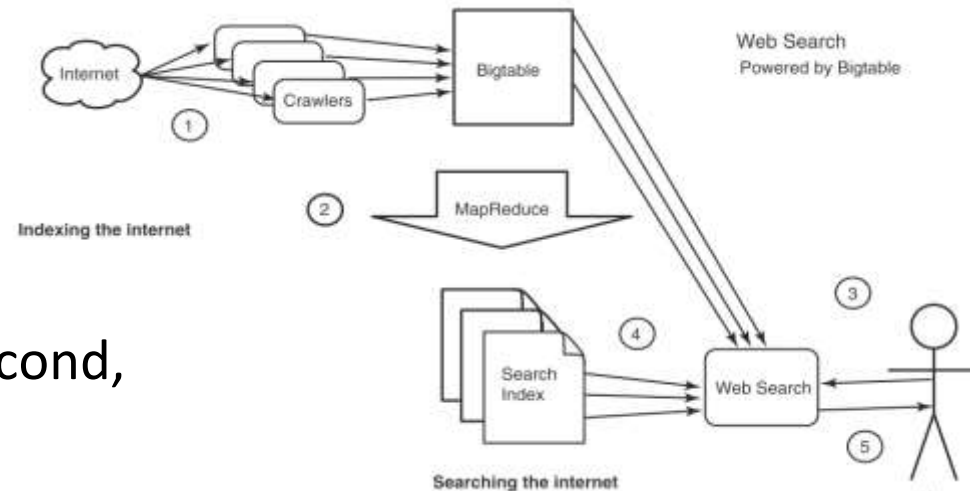 Web Search
Powered by Bigtable
Internet
Bigtable
Crawlers
1
2
MapReduce
Indexing the internet
3
4
cond,
Search
Index
Web Search
5
Searching the internet